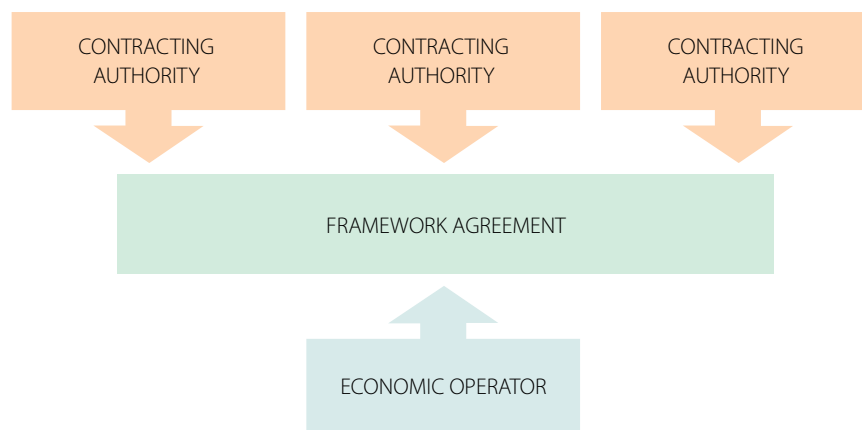 CONTRACTING
AUTHORITY
CONTRACTING
AUTHORITY
CONTRACTING
AUTHORITY
FRAMEWORK AGREEMENT
ECONOMIC OPERATOR